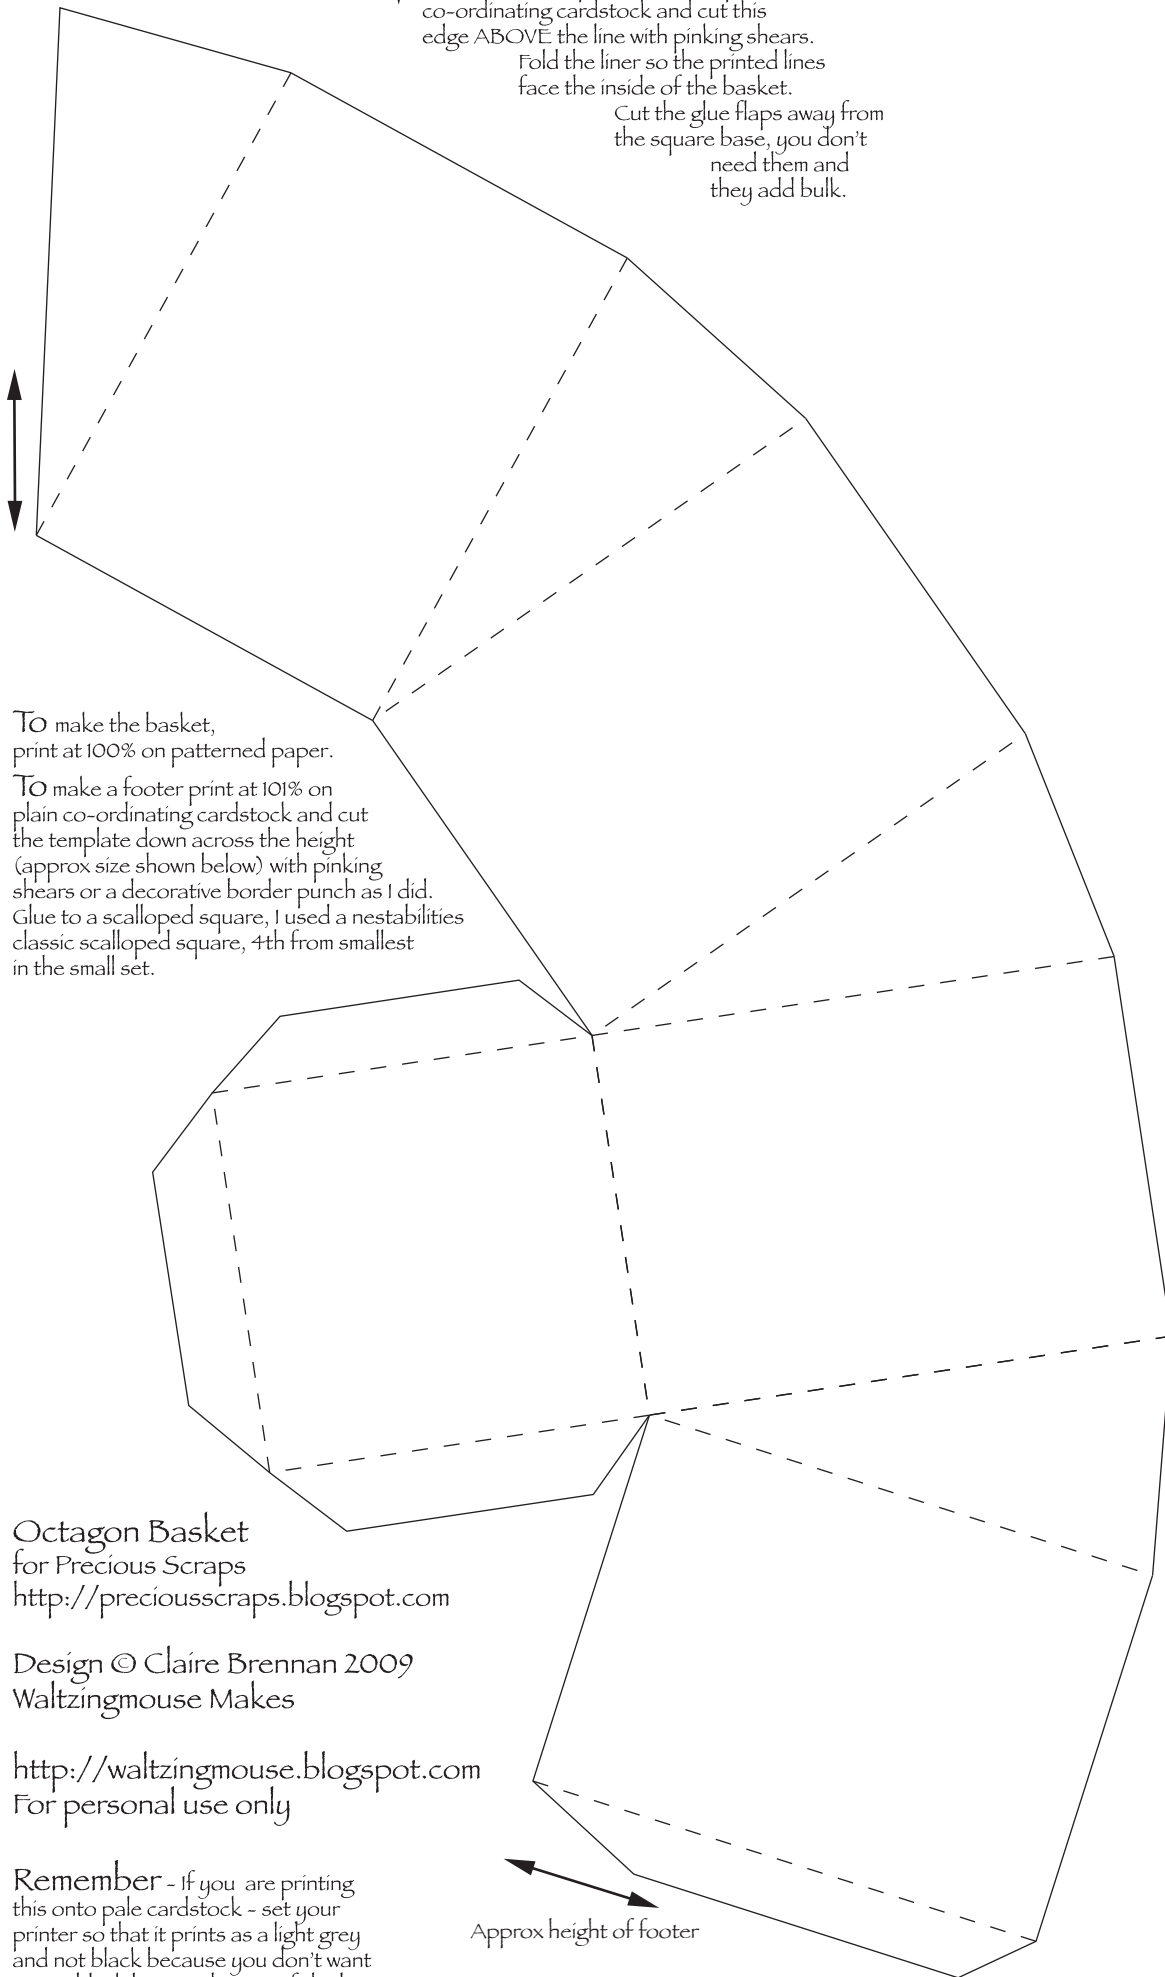 co-ordinating cardstock and cut this
edge ABOVE the line with pinking shears.
Fold the liner so the printed lines
face the inside of the basket.
Cut the glue flaps away from
the square base, you don't
need them and
they add bulk.
To make the basket,
print at 100% on patterned paper.
To make a footer print at 101% on
plain co-ordinating cardstock and cut
the template down across the height
(approx size shown below) with pinking
shears or a decorative border punch as I did.
Glue to a scalloped square, I used a nestabilities
classic scalloped square, 4th from smallest
in the small set.
Octagon Basket
for Precious Scraps
http://preciousscraps.blogspot.com
Design © Claire Brennan 2009
Waltzingmouse Makes
http://waltzingmouse.blogspot.com
For personal use only
Remember - If you are printing
this onto pale cardstock - set your
printer so that it prints as a light grey
and not black because you don't want
Approx height of footer